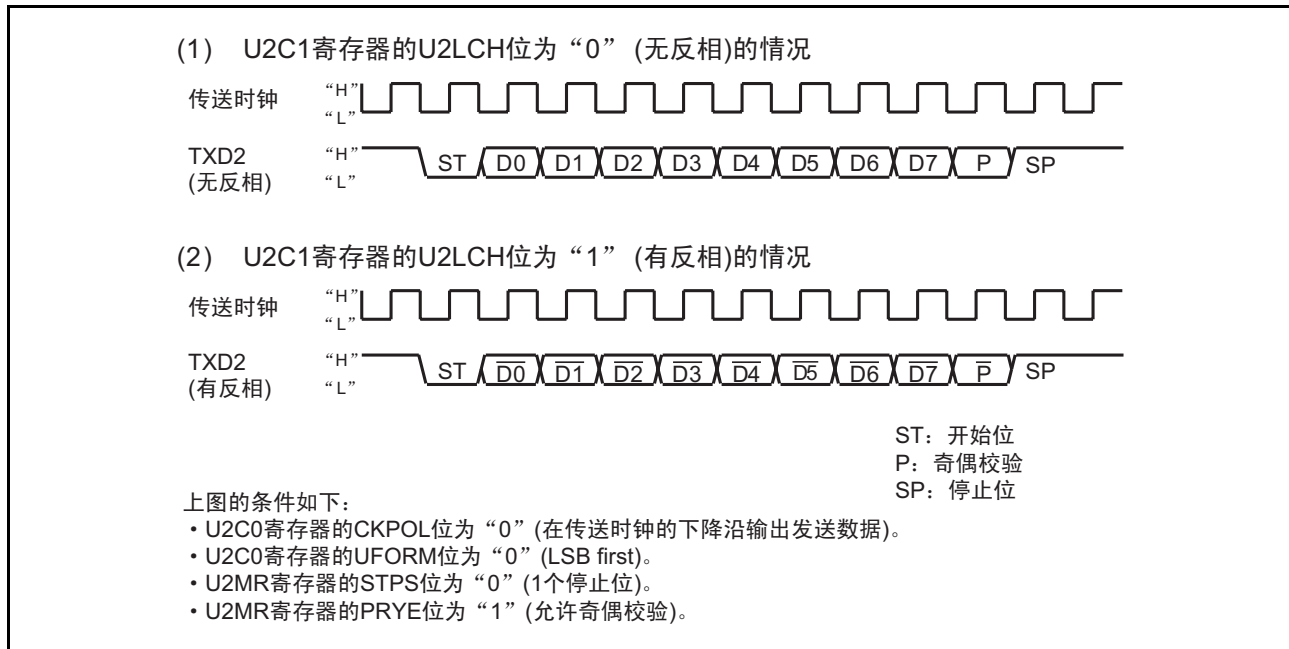 (1) U2C1寄存器的U2LCH位为“0” (无反相)的情况
传送时钟
“H”
“L”
TXD2
(无反相)
“H”
“L”
ST D0 D1 D2 D3 D4 D5 D6 D7 P SP
(2) U2C1寄存器的U2LCH位为“1” (有反相)的情况
传送时钟
“H”
“L”
TXD2
(有反相)
“H”
“L”
ST D̅0̅ D̅1̅ D̅2̅ D̅3̅ D̅4̅ D̅5̅ D̅6̅ D̅7̅ P̅ SP
ST：开始位
P：奇偶校验
SP：停止位
上图的条件如下：
・U2C0寄存器的CKPOL位为“0” (在传送时钟的下降沿输出发送数据)。
・U2C0寄存器的UFORM位为“0” (LSB first)。
・U2MR寄存器的STPS位为“0” (1个停止位)。
・U2MR寄存器的PRYE位为“1” (允许奇偶校验)。